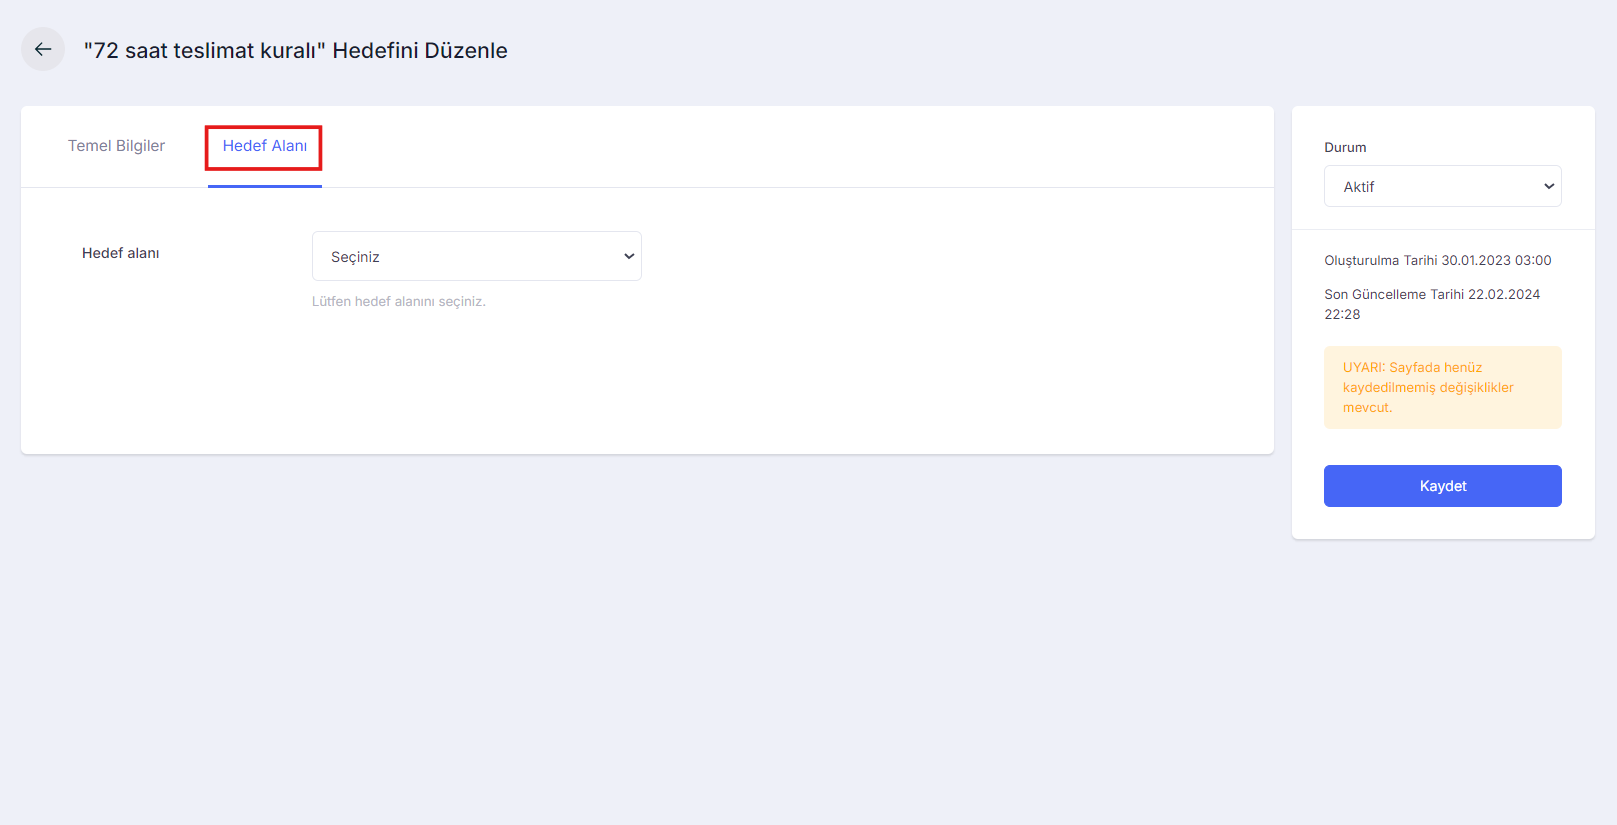 "72 saat teslimat kuralı" Hedefini Düzenle
Temel Bilgiler
Hedef Alanı
Hedef alanı
Seçiniz
Lütfen hedef alanını seçiniz.
Durum
Aktif
Oluşturulma Tarihi 30.01.2023 03:00
Son Güncelleme Tarihi 22.02.2024
22:28
UYARI: Sayfada henüz
kaydedilmemiş değişiklikler
mevcut.
Kaydet